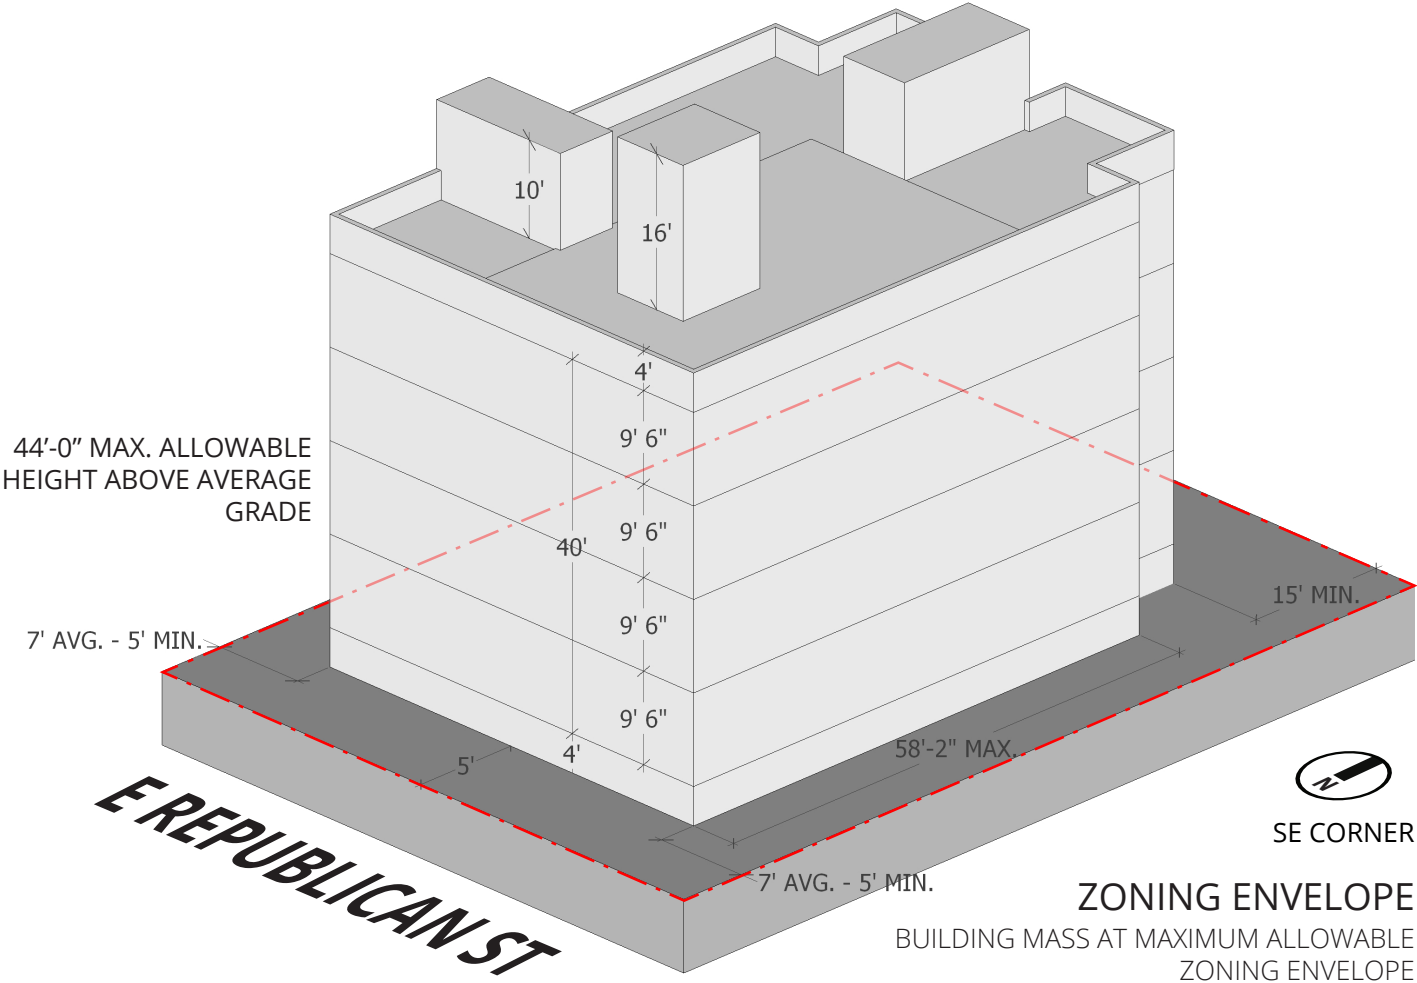 10'
16'
4'
9' 6"
44’-0” MAX. ALLOWABLE
HEIGHT ABOVE AVERAGE
GRADE
9' 6"
40'
9' 6"
15' MIN.
7' AVG. - 5' MIN.
9' 6"
5'
4'
58'-2" MAX.
E REPUBLICAN ST
N
SE CORNER
7' AVG. - 5' MIN.
ZONING ENVELOPE
BUILDING MASS AT MAXIMUM ALLOWABLE
ZONING ENVELOPE